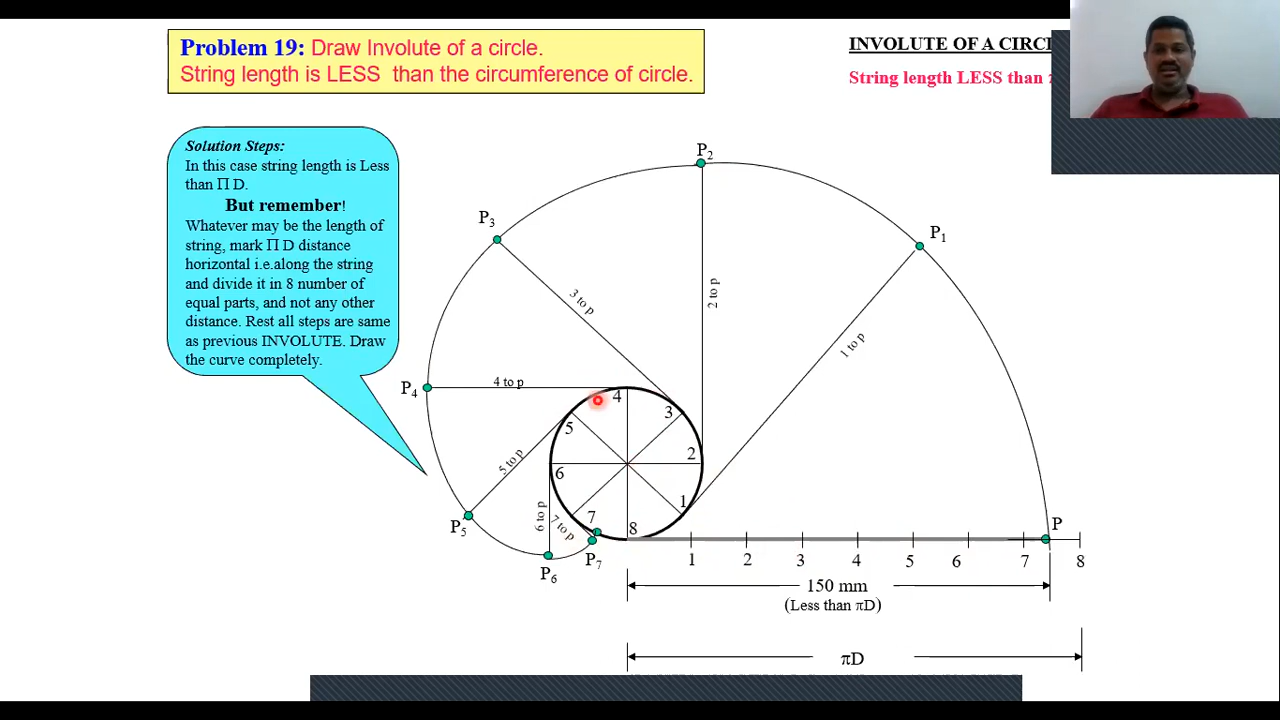 Problem 19: Draw Involute of a circle.
String length is LESS than the circumference of circle.
INVOLUTE OF A CIRC
String length LESS than
Solution Steps:
In this case string length is Less
than Π D.
But remember!
Whatever may be the length of
string, mark Π D distance
horizontal i.e.along the string
and divide it in 8 number of
equal parts, and not any other
distance. Rest all steps are same
as previous INVOLUTE. Draw
the curve completely.
P2
P3
P1
2 to p
3 to p
1 to p
P4
4 to p
4
3
5
2
5 to p
6
1
P5
6 to p
7 to p
7
8
P
P6
P7
1 2 3 4 5 6 7 8
150 mm
(Less than πD)
πD